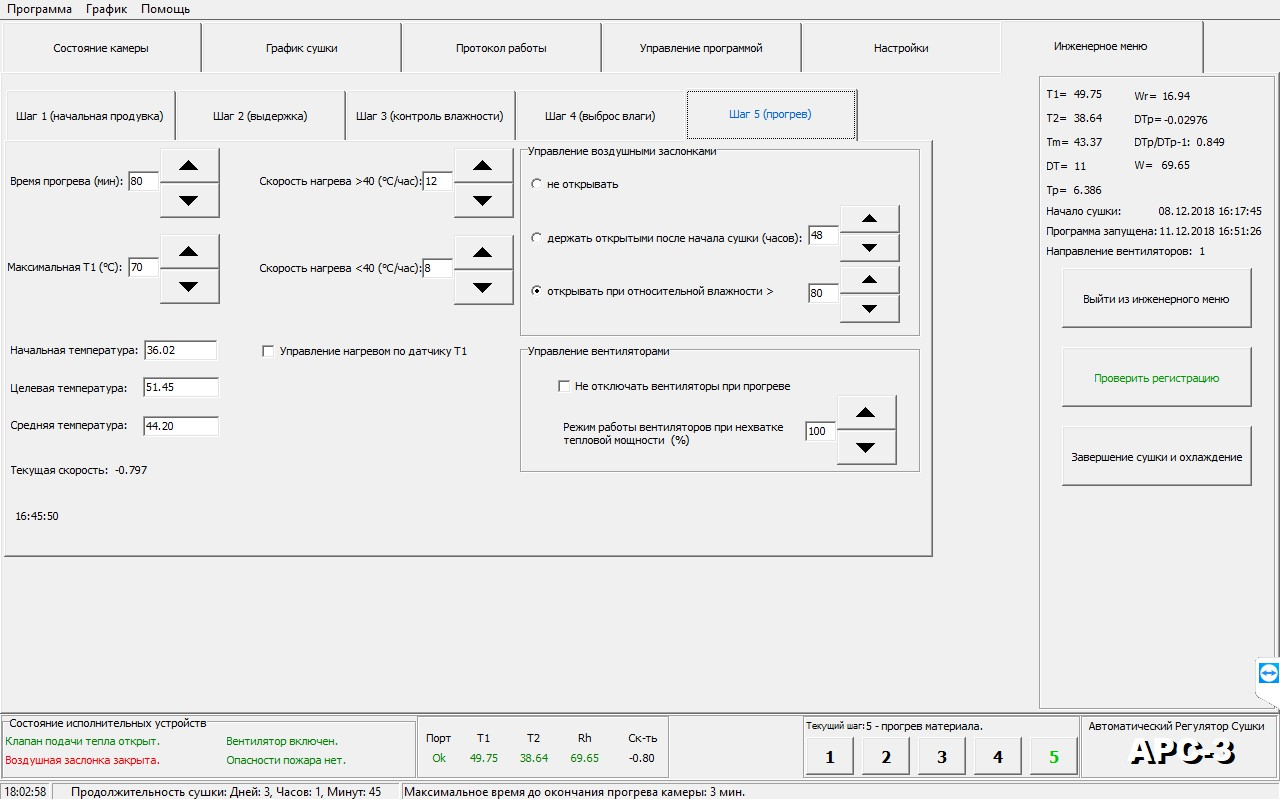 Программа График Помощь
Состояние камеры График сушки Протокол работы Управление программой Настройки Инженерное меню
Шаг 1 (начальная продувка) Шаг 2 (выдержка) Шаг 3 (контроль влажности) Шаг 4 (выброс влаги) Шаг 5 (прогрев)
Время прогрева (мин): 80
Скорость нагрева >40 (°C/час): 12
Максимальная T1 (°C): 70
Скорость нагрева <40 (°C/час): 8
Начальная температура: 36.02
Управление нагревом по датчику T1
Целевая температура: 51.45
Средняя температура: 44.20
Текущая скорость: -0.797
16:45:50
Управление воздушными заслонками
не открывать
держать открытыми после начала сушки (часов): 48
открывать при относительной влажности > 80
Управление вентиляторами
Не отключать вентиляторы при прогреве
Режим работы вентиляторов при нехватке
тепловой мощности (%) 100
T1= 49.75 Wr= 16.94
T2= 38.64 DTp= -0.02976
Tm= 43.37 DTp/DTp-1: 0.849
DT= 11 W= 69.65
Tp= 6.386
Начало сушки: 08.12.2018 16:17:45
Программа запущена: 11.12.2018 16:51:26
Направление вентиляторов: 1
Выйти из инженерного меню
Проверить регистрацию
Завершение сушки и охлаждение
Состояние исполнительных устройств
Клапан подачи тепла открыт. Вентилятор включен.
Воздушная заслонка закрыта. Опасности пожара нет.
Порт T1 T2 Rh Ск-ть
Ok 49.75 38.64 69.65 -0.80
Текущий шаг: 5 - прогрев материала.
1 2 3 4 5
Автоматический Регулятор Сушки
АРС-3
18:02:58 Продолжительность сушки: Дней: 3, Часов: 1, Минут: 45 Максимальное время до окончания прогрева камеры: 3 мин.